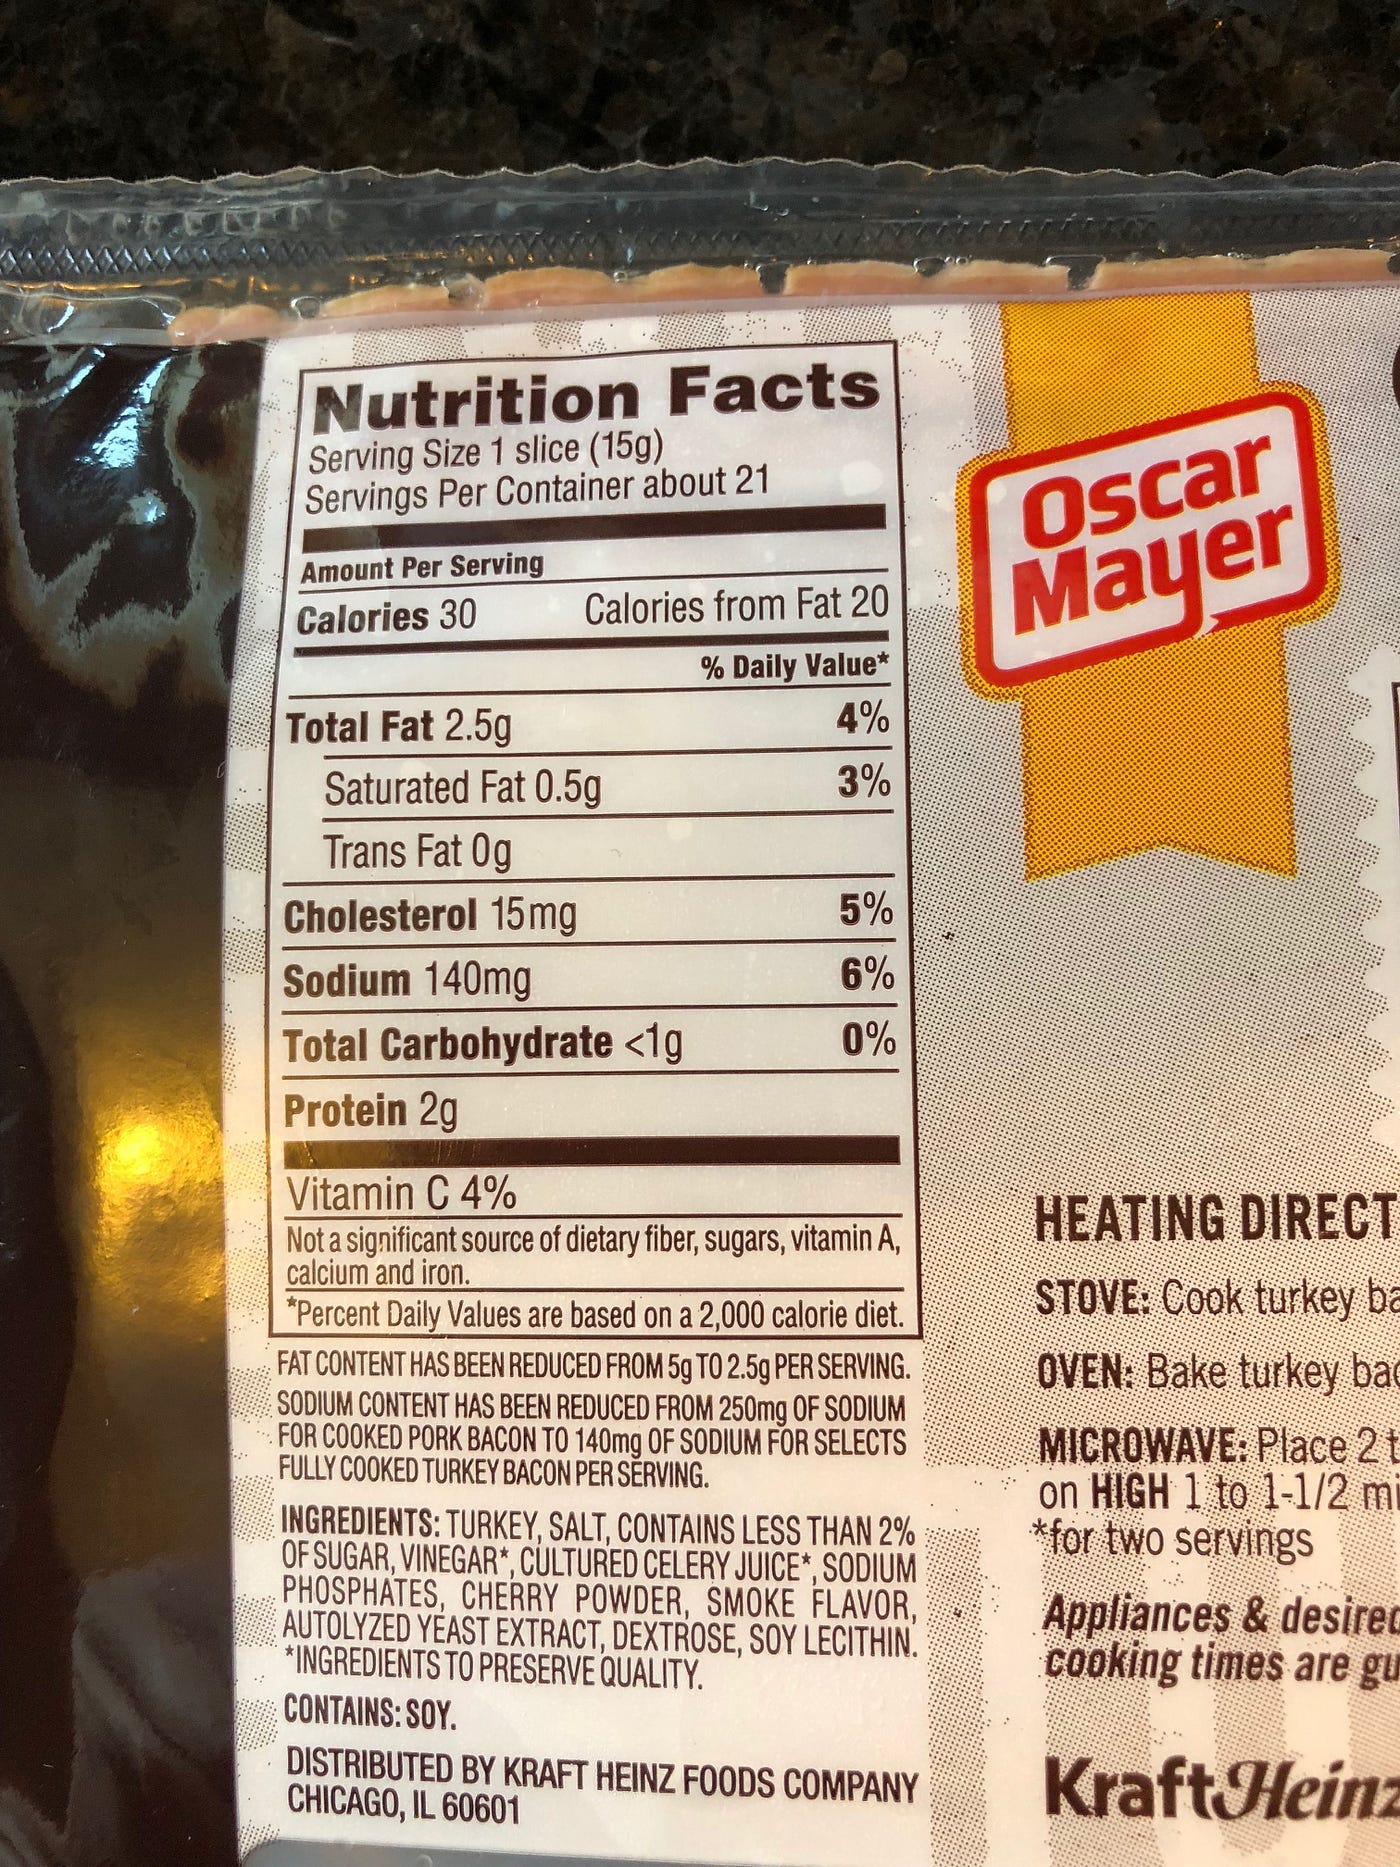 Nutrition Facts
Serving Size 1 slice (15g)
Servings Per Container about 21
Amount Per Serving
Calories 30 Calories from Fat 20
% Daily Value*
Total Fat 2.5g 4%
Saturated Fat 0.5g 3%
Trans Fat 0g
Cholesterol 15mg 5%
Sodium 140mg 6%
Total Carbohydrate <1g 0%
Protein 2g
Vitamin C 4%
Not a significant source of dietary fiber, sugars, vitamin A,
calcium and iron.
*Percent Daily Values are based on a 2,000 calorie diet.
FAT CONTENT HAS BEEN REDUCED FROM 5g TO 2.5g PER SERVING.
SODIUM CONTENT HAS BEEN REDUCED FROM 250mg OF SODIUM
FOR COOKED PORK BACON TO 140mg OF SODIUM FOR SELECTS
FULLY COOKED TURKEY BACON PER SERVING.
INGREDIENTS: TURKEY, SALT, CONTAINS LESS THAN 2%
OF SUGAR, VINEGAR*, CULTURED CELERY JUICE*, SODIUM
PHOSPHATES, CHERRY POWDER, SMOKE FLAVOR,
AUTOLYZED YEAST EXTRACT, DEXTROSE, SOY LECITHIN.
*INGREDIENTS TO PRESERVE QUALITY.
CONTAINS: SOY.
DISTRIBUTED BY KRAFT HEINZ FOODS COMPANY
CHICAGO, IL 60601
Oscar
Mayer
HEATING DIRECT
STOVE: Cook turkey ba
OVEN: Bake turkey bac
MICROWAVE: Place 2 t
on HIGH 1 to 1-1/2 mi
*for two servings
Appliances & desired
cooking times are gu
KraftHeinz